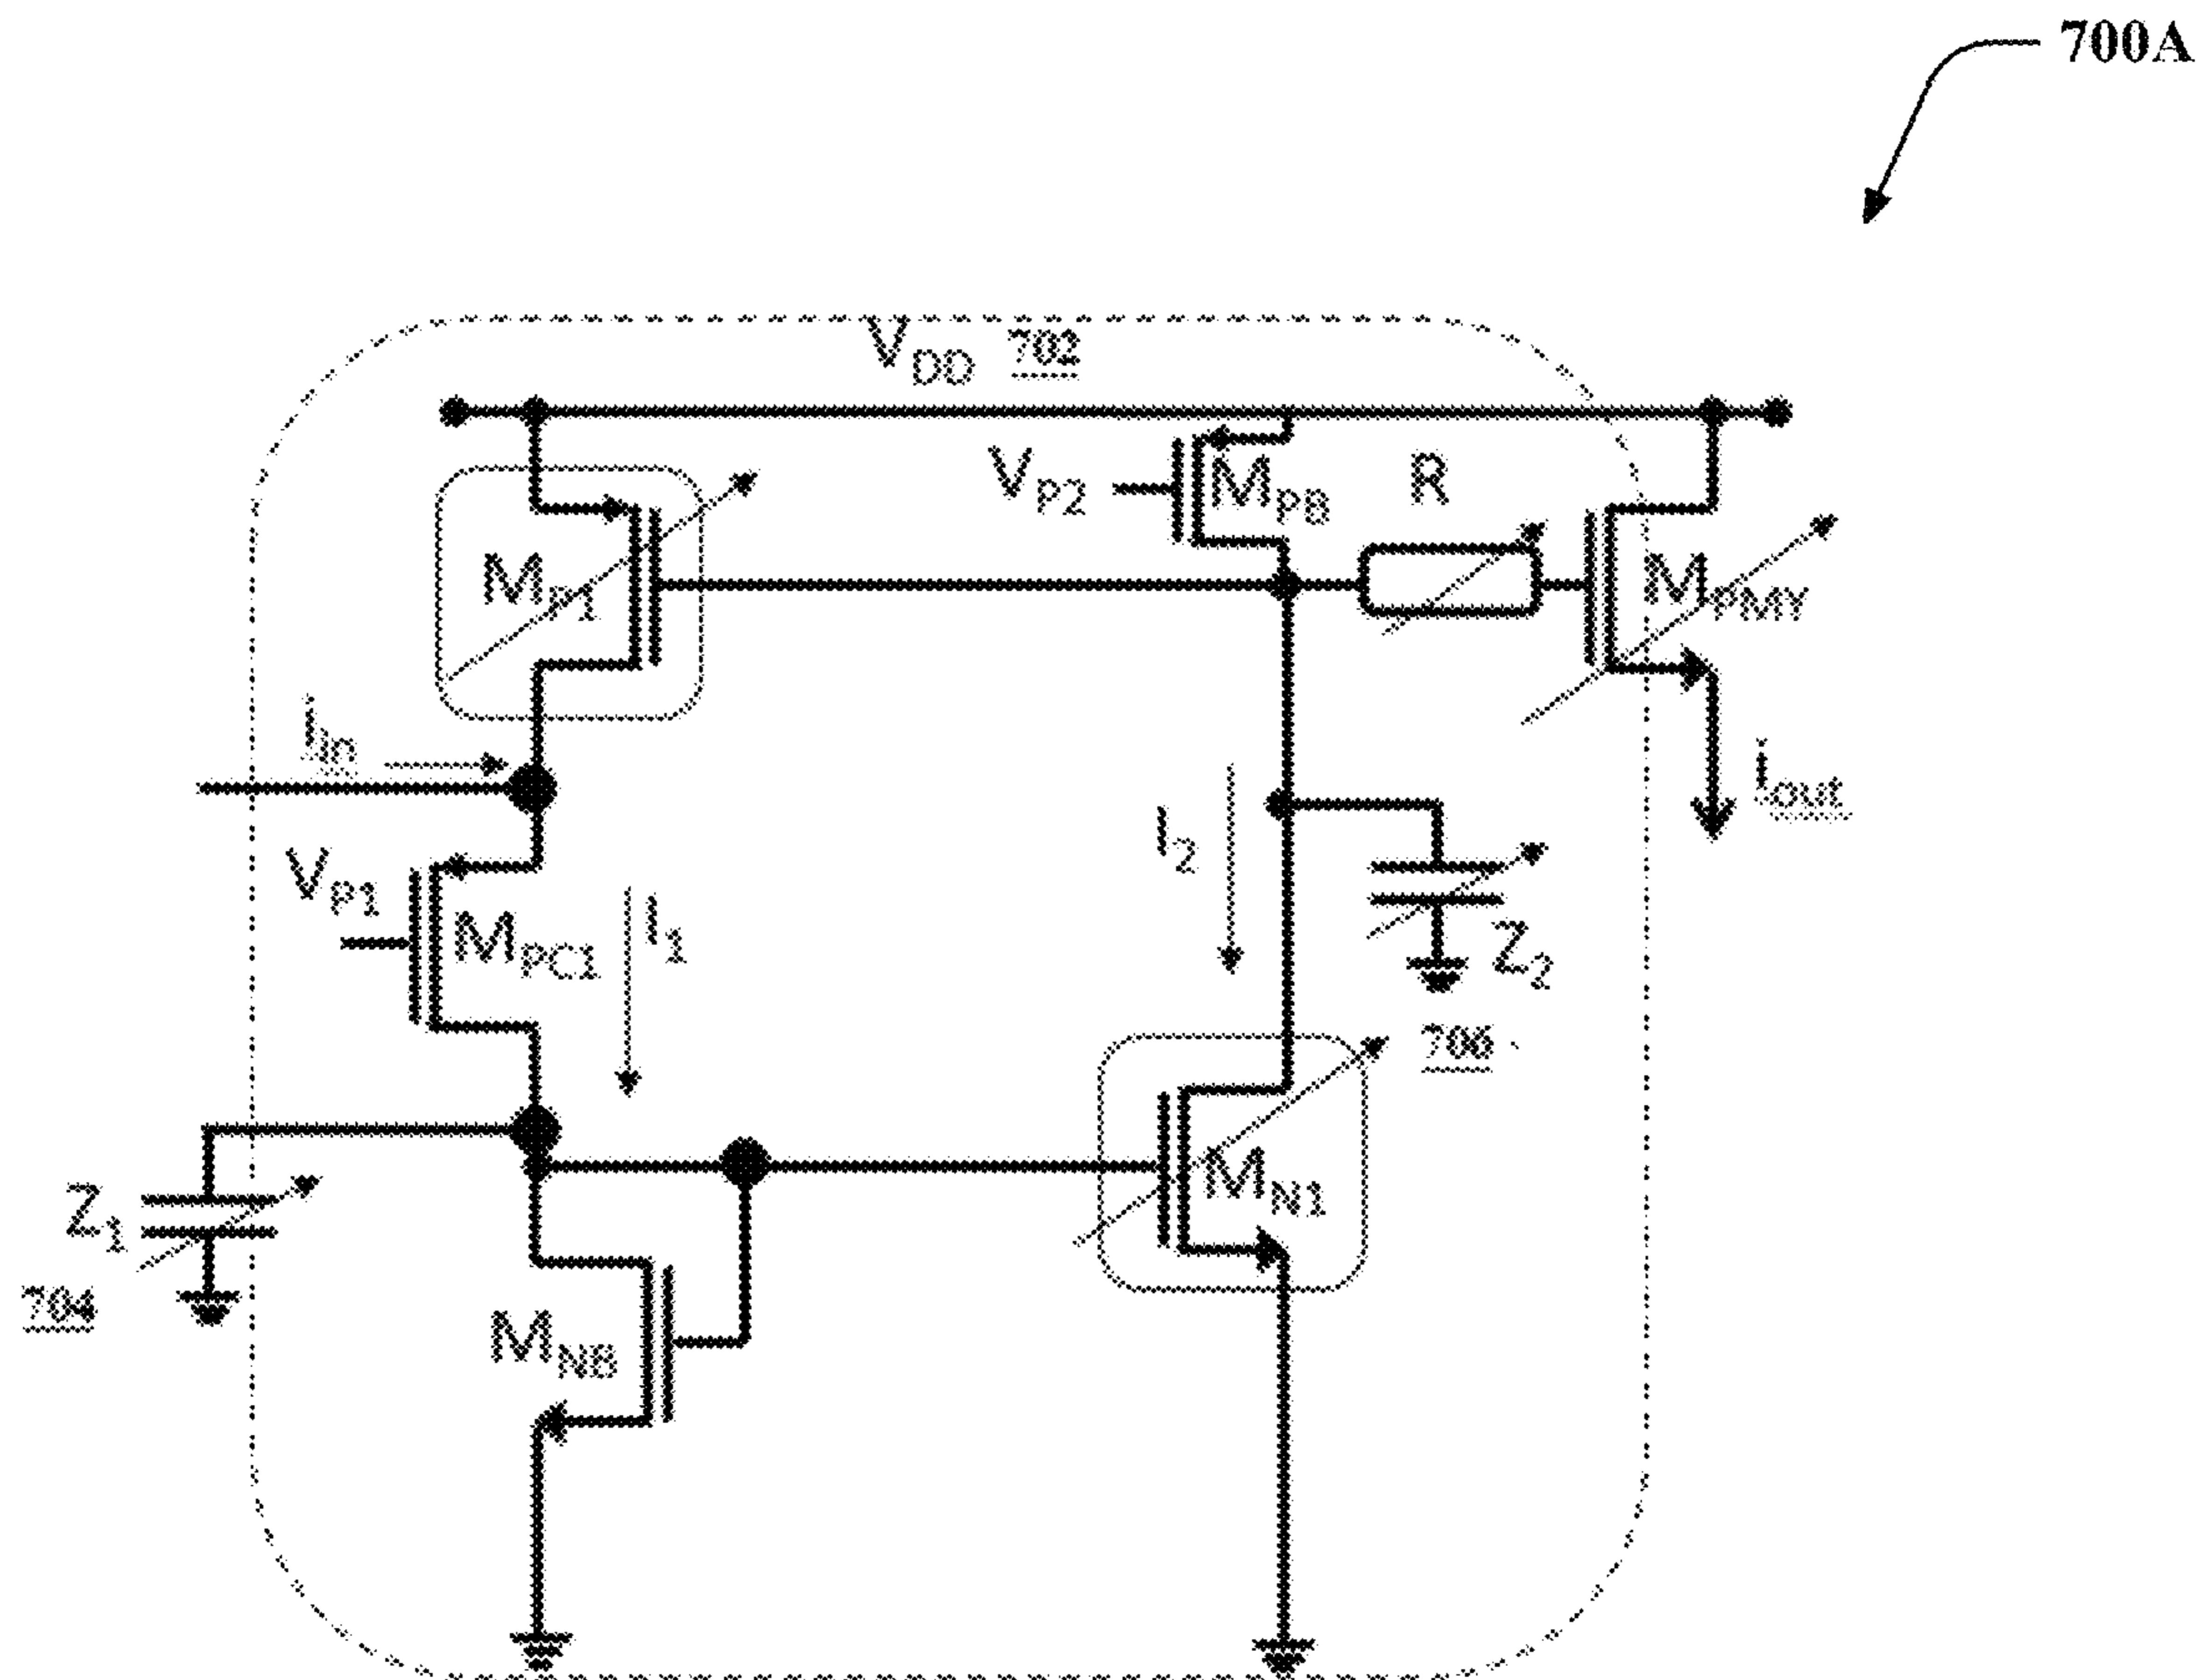 700A
VDD 702
VP2
MPB
R
MP1
MPMY
Iin
Iout
VP1
MPC1
I1
I2
Z2
706
Z1
704
MN1
MNB